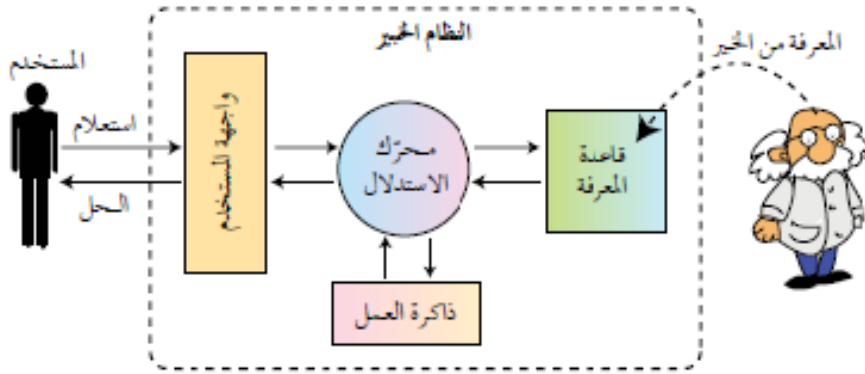 النظام الخبير
المعرفة من الخبير
المستخدم
استعلام
الحل
واجهة المستخدم
محرّك
الاستدلال
قاعدة
المعرفة
ذاكرة العمل